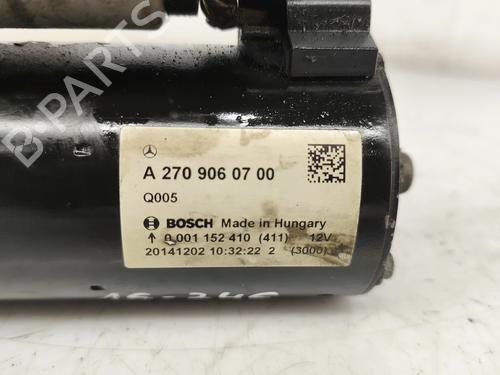 A 270 906 07 00
Q005
BOSCH Made in Hungary
↑ 0 001 152 410 (411) 12V
20141202 10:32:22 2 (3000)
B PARTS